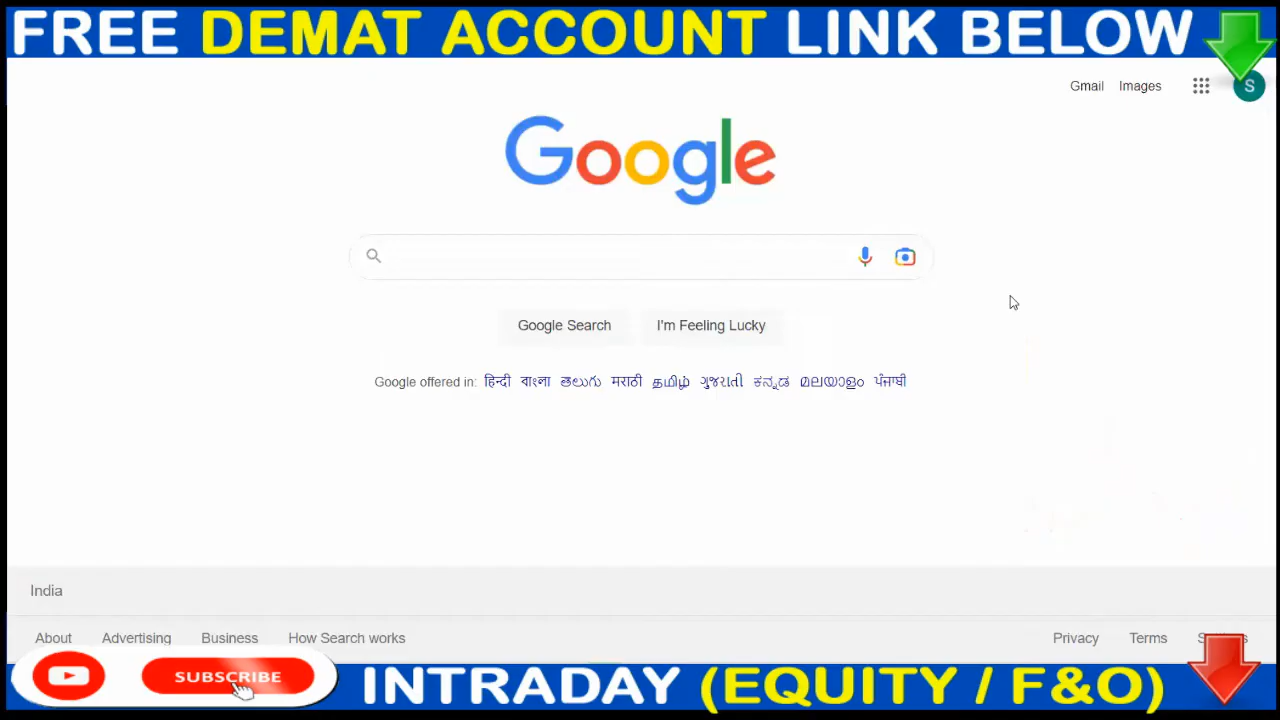 FREE DEMAT ACCOUNT LINK BELOW
Gmail Images
S
Google
Google Search I'm Feeling Lucky
Google offered in: हिन्दी বাংলা తెలుగు मराठी தமிழ் ગુજરાતી ಕನ್ನಡ മലയാളം ਪੰਜਾਬੀ
India
About Advertising Business How Search works Privacy Terms
SUBSCRIBE
INTRADAY (EQUITY / F&O)